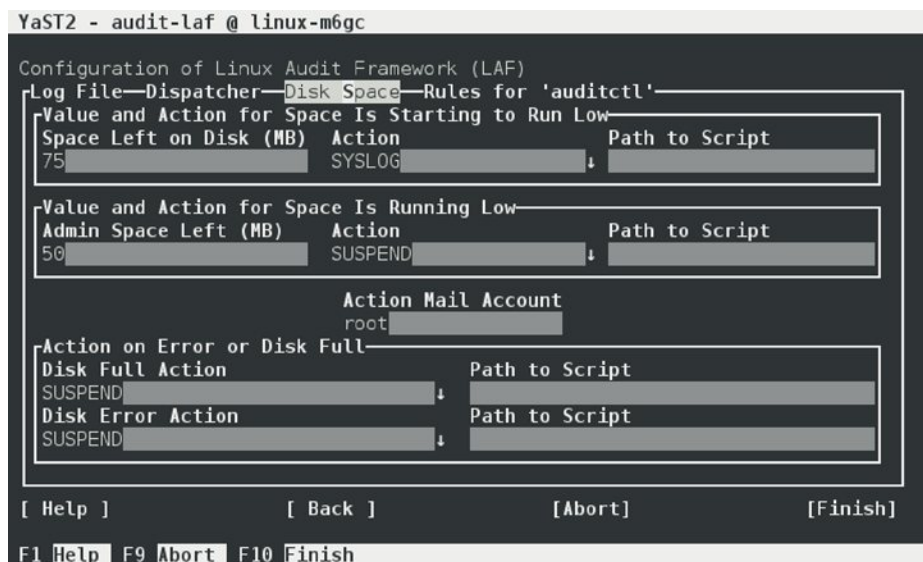 YaST2 - audit-laf @ linux-m6gc
Configuration of Linux Audit Framework (LAF)
Log File Dispatcher Disk Space Rules for 'auditctl'
Value and Action for Space Is Starting to Run Low
Space Left on Disk (MB) Action Path to Script
75 SYSLOG ↓
Value and Action for Space Is Running Low
Admin Space Left (MB) Action Path to Script
50 SUSPEND ↓
Action Mail Account
root
Action on Error or Disk Full
Disk Full Action Path to Script
SUSPEND ↓
Disk Error Action Path to Script
SUSPEND ↓
[ Help ] [ Back ] [Abort] [Finish]
F1 Help F9 Abort F10 Finish